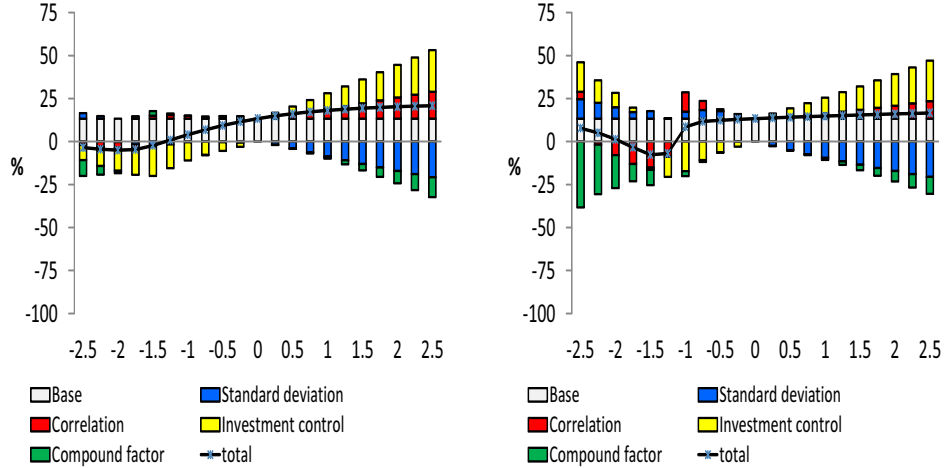 75
50
25
0
-25
-50
-75
-100
%
-2.5 -2 -1.5 -1 -0.5 0 0.5 1 1.5 2 2.5
Base Standard deviation
Correlation Investment control
Compound factor total
75
50
25
0
-25
-50
-75
-100
%
-2.5 -2 -1.5 -1 -0.5 0 0.5 1 1.5 2 2.5
Base Standard deviation
Correlation Investment control
Compound factor total